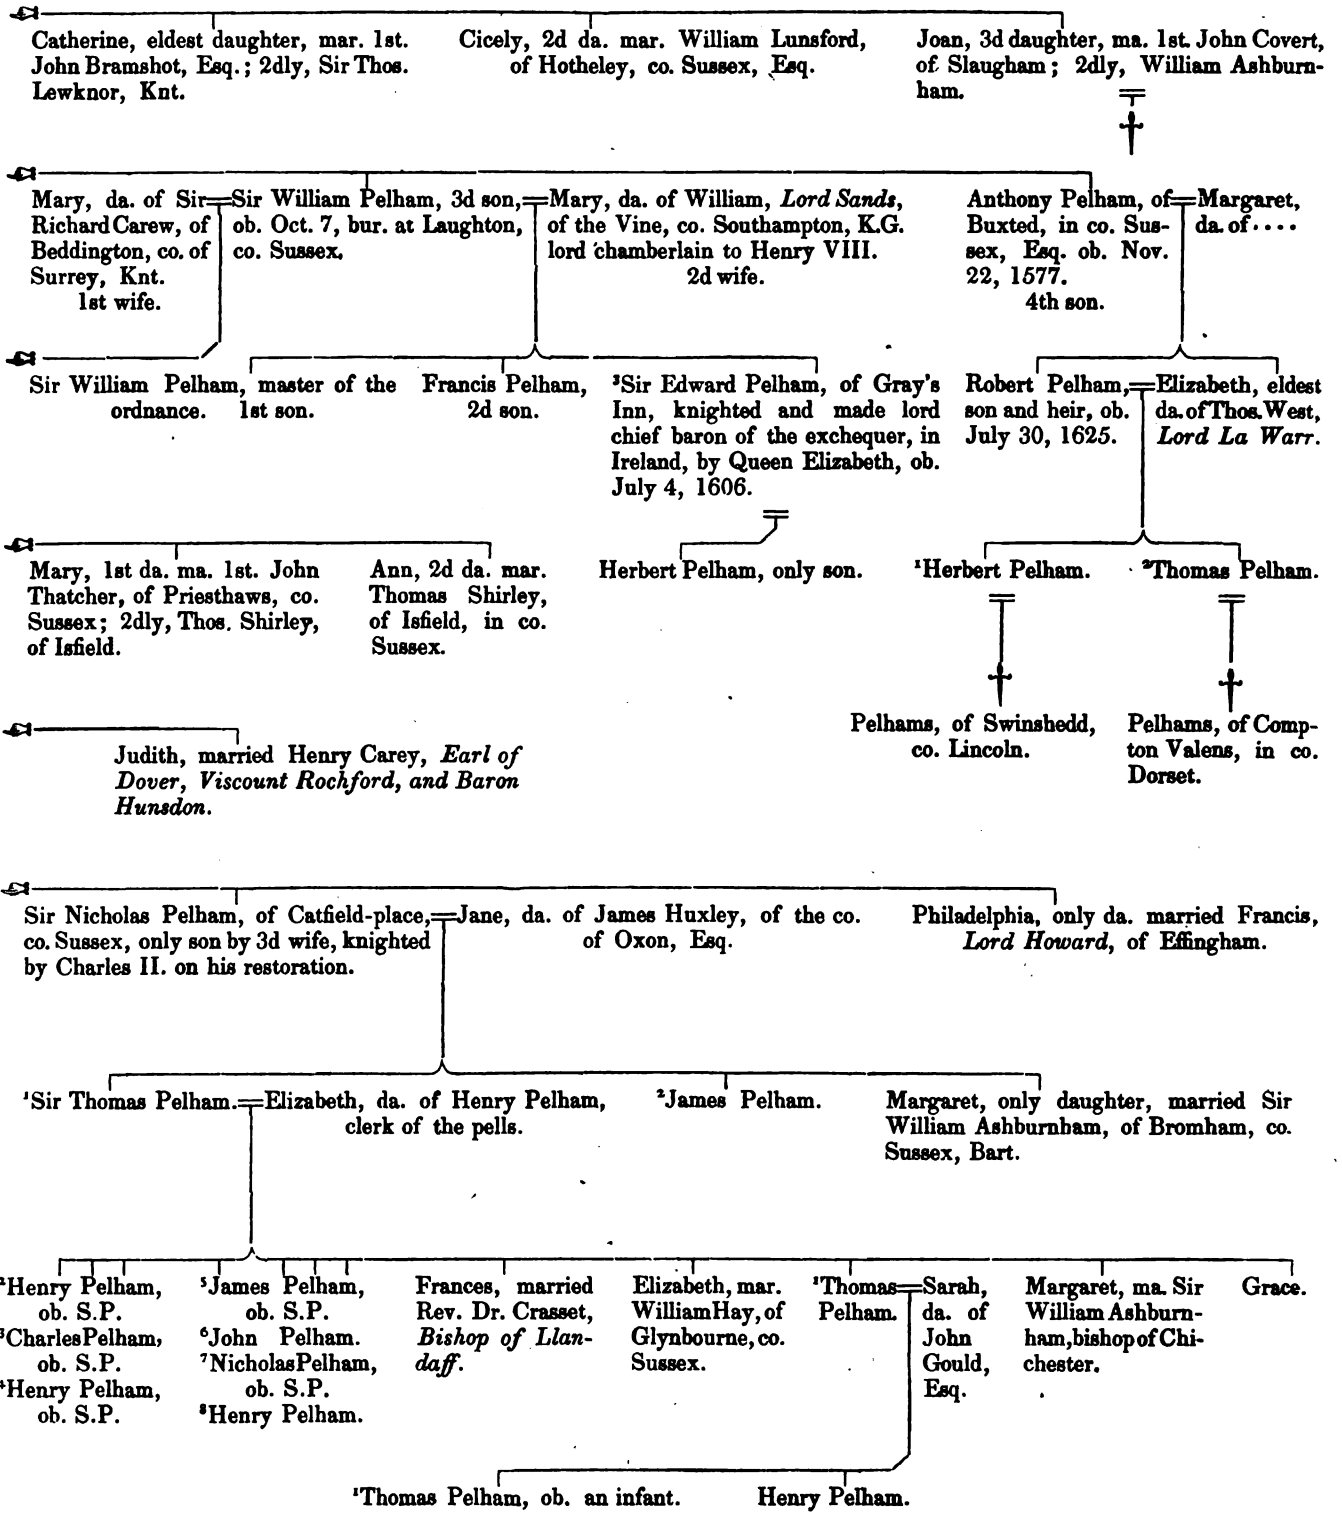 Catherine, eldest daughter, mar. 1st.
John Bramshot, Esq.; 2dly, Sir Thos.
Lewknor, Knt.
Cicely, 2d da. mar. William Lunsford,
of Hotheley, co. Sussex, Esq.
Joan, 3d daughter, ma. 1st. John Covert,
of Slaugham; 2dly, William Ashburn-
ham.
Mary, da. of Sir
Richard Carew, of
Beddington, co. of
Surrey, Knt.
1st wife.
Sir William Pelham, 3d son,
ob. Oct. 7, bur. at Laughton,
co. Sussex.
Mary, da. of William, Lord Sands,
of the Vine, co. Southampton, K.G.
lord chamberlain to Henry VIII.
2d wife.
Anthony Pelham, of
Buxted, in co. Sus-
sex, Esq. ob. Nov.
22, 1577.
4th son.
Margaret,
da. of ····
Sir William Pelham, master of the
ordnance. 1st son.
Francis Pelham,
2d son.
³Sir Edward Pelham, of Gray's
Inn, knighted and made lord
chief baron of the exchequer, in
Ireland, by Queen Elizabeth, ob.
July 4, 1606.
Robert Pelham,
son and heir, ob.
July 30, 1625.
Elizabeth, eldest
da. of Thos. West,
Lord La Warr.
Mary, 1st da. ma. 1st. John
Thatcher, of Priesthaws, co.
Sussex; 2dly, Thos. Shirley,
of Isfield.
Ann, 2d da. mar.
Thomas Shirley,
of Isfield, in co.
Sussex.
Herbert Pelham, only son.
¹Herbert Pelham.
²Thomas Pelham.
Pelhams, of Swinshedd,
co. Lincoln.
Pelhams, of Comp-
ton Valens, in co.
Dorset.
Judith, married Henry Carey, Earl of
Dover, Viscount Rochford, and Baron
Hunsdon.
Sir Nicholas Pelham, of Catfield-place,
co. Sussex, only son by 3d wife, knighted
by Charles II. on his restoration.
Jane, da. of James Huxley, of the co.
of Oxon, Esq.
Philadelphia, only da. married Francis,
Lord Howard, of Effingham.
¹Sir Thomas Pelham.
Elizabeth, da. of Henry Pelham,
clerk of the pells.
²James Pelham.
Margaret, only daughter, married Sir
William Ashburnham, of Bromham, co.
Sussex, Bart.
²Henry Pelham,
ob. S.P.
³Charles Pelham,
ob. S.P.
⁴Henry Pelham,
ob. S.P.
⁵James Pelham,
ob. S.P.
⁶John Pelham.
⁷Nicholas Pelham,
ob. S.P.
⁸Henry Pelham.
Frances, married
Rev. Dr. Crasset,
Bishop of Llan-
daff.
Elizabeth, mar.
William Hay, of
Glynbourne, co.
Sussex.
¹Thomas
Pelham.
Sarah,
da. of
John
Gould,
Esq.
Margaret, ma. Sir
William Ashburn-
ham, bishop of Chi-
chester.
Grace.
¹Thomas Pelham, ob. an infant.
Henry Pelham.